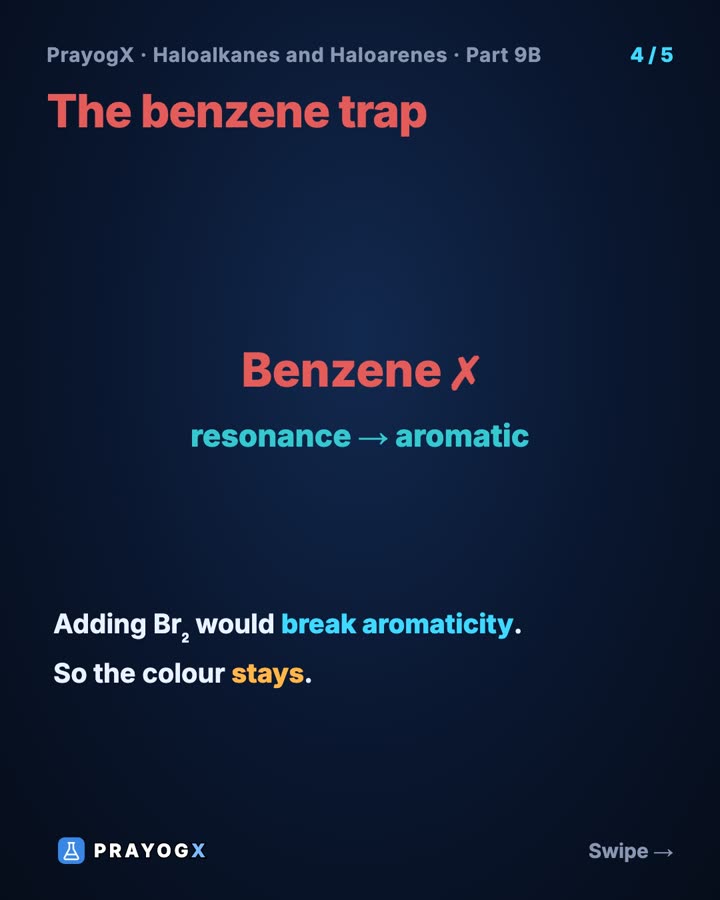 PrayogX · Haloalkanes and Haloarenes · Part 9B
4 / 5
The benzene trap
Benzene ✗
resonance → aromatic
Adding Br₂ would break aromaticity.
So the colour stays.
PRAYOGX
Swipe →